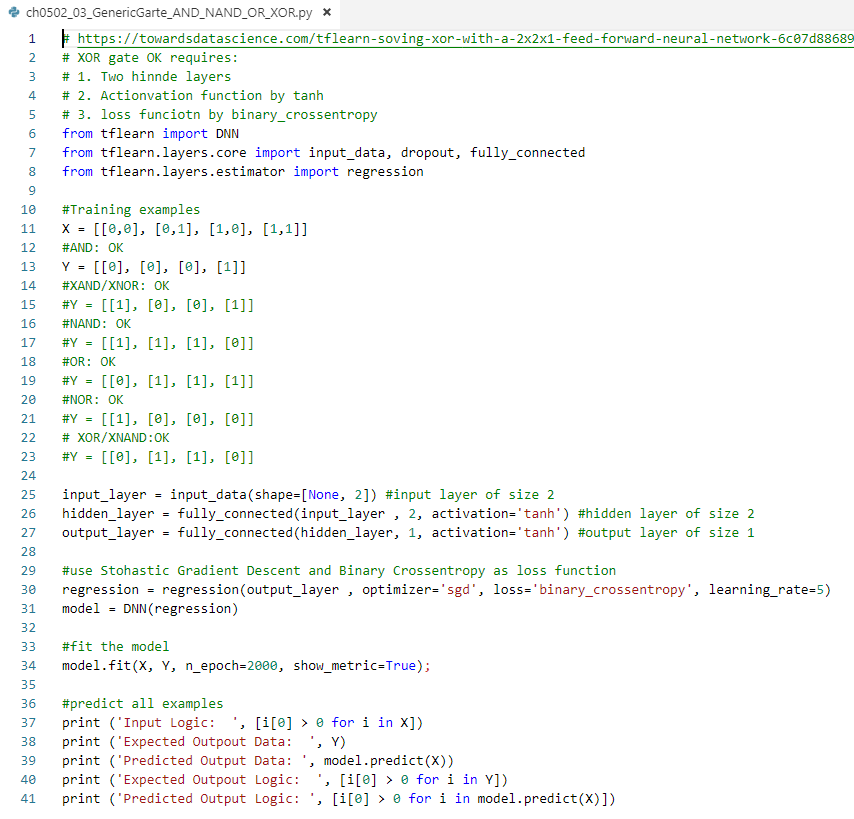 ch0502_03_GenericGarte_AND_NAND_OR_XOR.py ×
1 # https://towardsdatascience.com/tflearn-soving-xor-with-a-2x2x1-feed-forward-neural-network-6c07d88689
2 # XOR gate OK requires:
3 # 1. Two hinnde layers
4 # 2. Actionvation function by tanh
5 # 3. loss funciotn by binary_crossentropy
6 from tflearn import DNN
7 from tflearn.layers.core import input_data, dropout, fully_connected
8 from tflearn.layers.estimator import regression
9
10 #Training examples
11 X = [[0,0], [0,1], [1,0], [1,1]]
12 #AND: OK
13 Y = [[0], [0], [0], [1]]
14 #XAND/XNOR: OK
15 #Y = [[1], [0], [0], [1]]
16 #NAND: OK
17 #Y = [[1], [1], [1], [0]]
18 #OR: OK
19 #Y = [[0], [1], [1], [1]]
20 #NOR: OK
21 #Y = [[1], [0], [0], [0]]
22 # XOR/XNAND:OK
23 #Y = [[0], [1], [1], [0]]
24
25 input_layer = input_data(shape=[None, 2]) #input layer of size 2
26 hidden_layer = fully_connected(input_layer , 2, activation='tanh') #hidden layer of size 2
27 output_layer = fully_connected(hidden_layer, 1, activation='tanh') #output layer of size 1
28
29 #use Stohastic Gradient Descent and Binary Crossentropy as loss function
30 regression = regression(output_layer , optimizer='sgd', loss='binary_crossentropy', learning_rate=5)
31 model = DNN(regression)
32
33 #fit the model
34 model.fit(X, Y, n_epoch=2000, show_metric=True);
35
36 #predict all examples
37 print ('Input Logic:  ', [i[0] > 0 for i in X])
38 print ('Expected Outpout Data:  ', Y)
39 print ('Predicted Output Data: ', model.predict(X))
40 print ('Expected Outpout Logic:  ', [i[0] > 0 for i in Y])
41 print ('Predicted Output Logic: ', [i[0] > 0 for i in model.predict(X)])